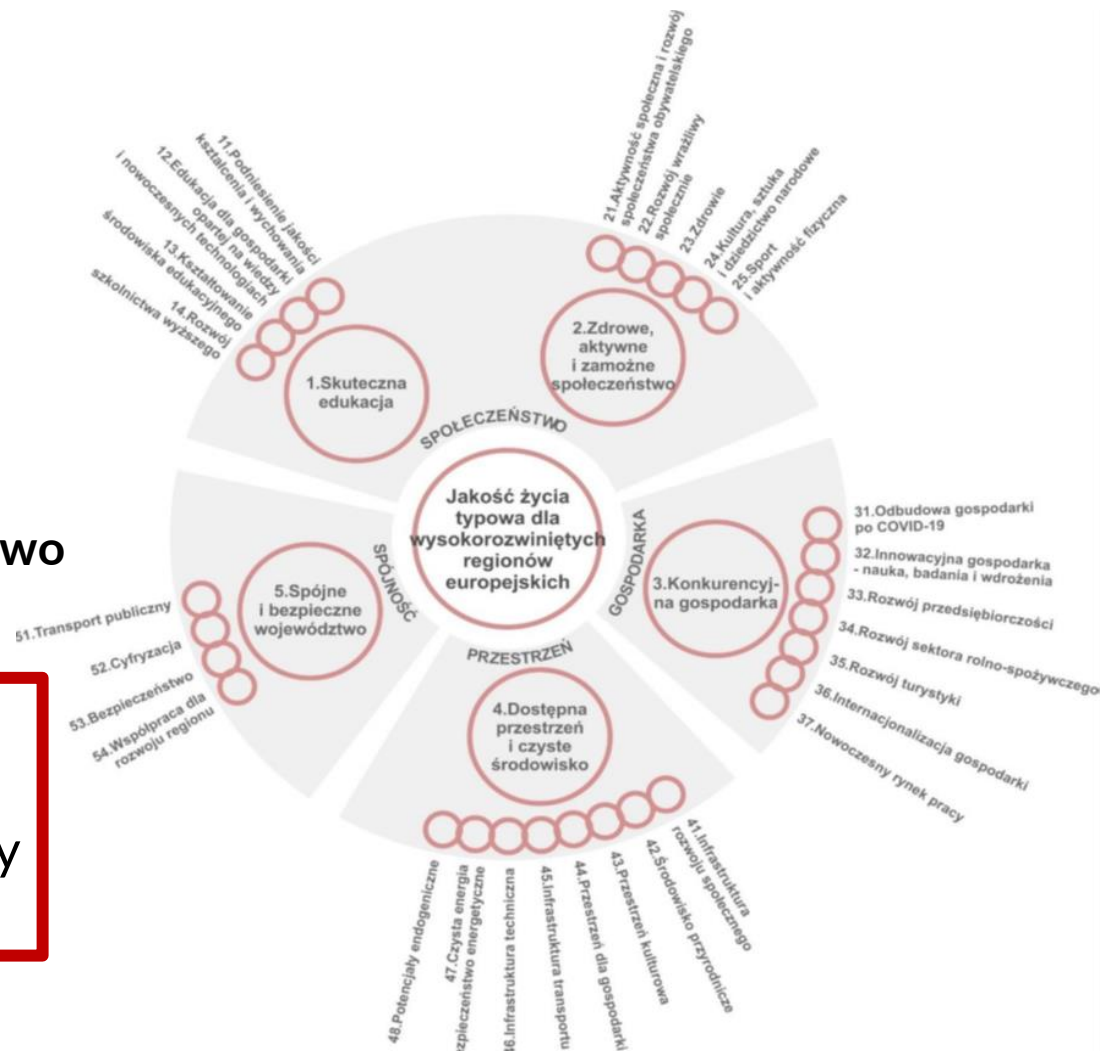 21.Aktywność społeczna i rozwój
społeczeństwa obywatelskiego
22.Rozwój wrażliwy
społecznie
23.Zdrowie
24.Kultura, sztuka
i dziedzictwo narodowe
25.Sport
i aktywność fizyczna
11.Podniesienie jakości
kształcenia i wychowania
12.Edukacja dla gospodarki
opartej na wiedzy
i nowoczesnych technologiach
13.Kształtowanie
środowiska edukacyjnego
14.Rozwój
szkolnictwa wyższego
1.Skuteczna
edukacja
2.Zdrowe,
aktywne
i zamożne
społeczeństwo
SPOŁECZEŃSTWO
Jakość życia
typowa dla
wysokorozwiniętych
regionów
europejskich
SPÓJNOŚĆ
GOSPODARKA
PRZESTRZEŃ
wo
y
5.Spójne
i bezpieczne
województwo
51.Transport publiczny
52.Cyfryzacja
53.Bezpieczeństwo
54.Współpraca dla
rozwoju regionu
3.Konkurencyj-
na gospodarka
31.Odbudowa gospodarki
po COVID-19
32.Innowacyjna gospodarka
- nauka, badania i wdrożenia
33.Rozwój przedsiębiorczości
34.Rozwój sektora rolno-spożywczego
35.Rozwój turystyki
36.Internacjonalizacja gospodarki
37.Nowoczesny rynek pracy
4.Dostępna
przestrzeń
i czyste
środowisko
41.Infrastruktura
rozwoju społecznego
42.Środowisko przyrodnicze
43.Przestrzeń kulturowa
44.Przestrzeń dla gospodarki
45.Infrastruktura transportu
46.Infrastruktura techniczna
47.Czysta energia
energetyczne
48.Potencjały endogeniczne